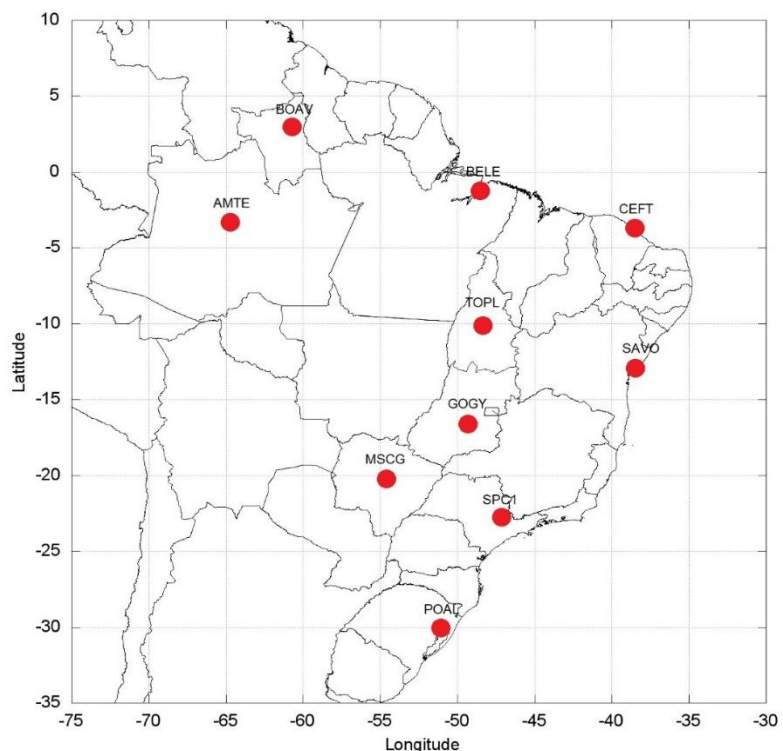 10
BOAV
0
BELE
AMTE
CEFT
-5
TOPL
-10
SAVO
Latitude
-15
GOGY
MSCG
-20
SPC1
-25
POAL
-30
-35
-75 -70 -65 -60 -55 -50 -45 -40 -35 -30
Longitude
5